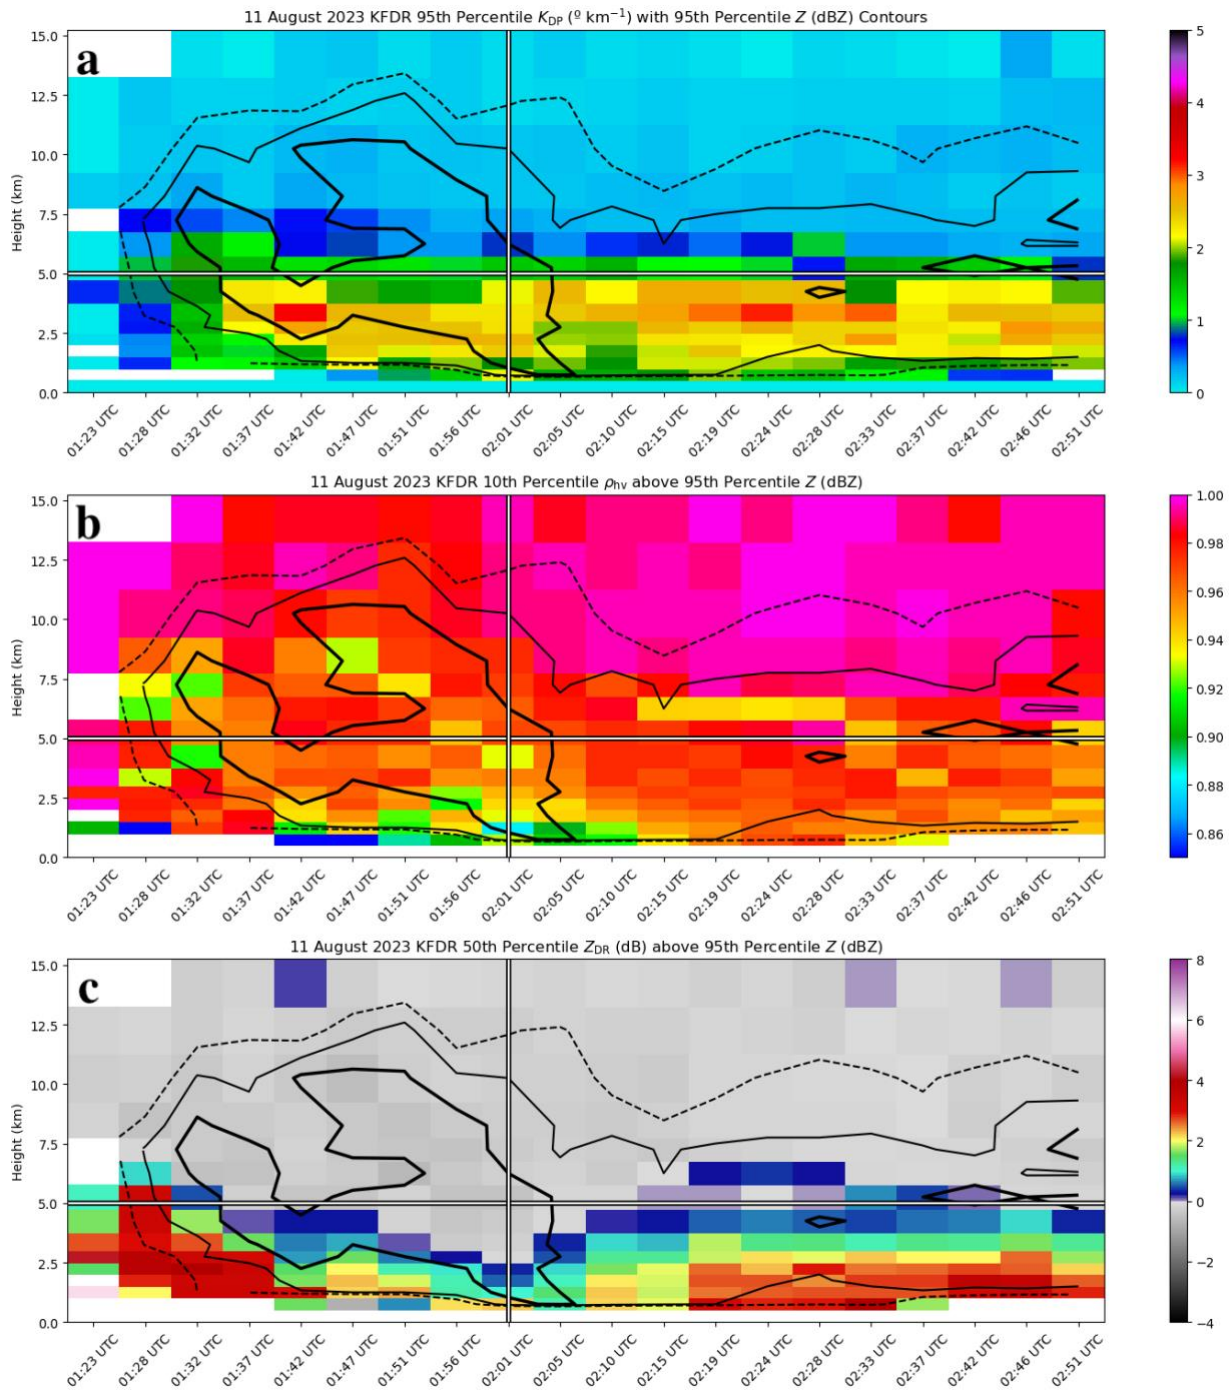 11 August 2023 KFDR 95th Percentile K_DP (º km⁻¹) with 95th Percentile Z (dBZ) Contours
a
15.0
12.5
10.0
7.5
5.0
2.5
0.0
Height (km)
5
4
3
2
1
0
01:23 UTC
01:28 UTC
01:32 UTC
01:37 UTC
01:42 UTC
01:47 UTC
01:51 UTC
01:56 UTC
02:01 UTC
02:05 UTC
02:10 UTC
02:15 UTC
02:19 UTC
02:24 UTC
02:28 UTC
02:33 UTC
02:37 UTC
02:42 UTC
02:46 UTC
02:51 UTC
11 August 2023 KFDR 10th Percentile ρ_hv above 95th Percentile Z (dBZ)
b
15.0
12.5
10.0
7.5
5.0
2.5
0.0
Height (km)
1.00
0.98
0.96
0.94
0.92
0.90
0.88
0.86
01:23 UTC
01:28 UTC
01:32 UTC
01:37 UTC
01:42 UTC
01:47 UTC
01:51 UTC
01:56 UTC
02:01 UTC
02:05 UTC
02:10 UTC
02:15 UTC
02:19 UTC
02:24 UTC
02:28 UTC
02:33 UTC
02:37 UTC
02:42 UTC
02:46 UTC
02:51 UTC
11 August 2023 KFDR 50th Percentile Z_DR (dB) above 95th Percentile Z (dBZ)
c
15.0
12.5
10.0
7.5
5.0
2.5
0.0
Height (km)
8
6
4
2
0
−2
−4
01:23 UTC
01:28 UTC
01:32 UTC
01:37 UTC
01:42 UTC
01:47 UTC
01:51 UTC
01:56 UTC
02:01 UTC
02:05 UTC
02:10 UTC
02:15 UTC
02:19 UTC
02:24 UTC
02:28 UTC
02:33 UTC
02:37 UTC
02:42 UTC
02:46 UTC
02:51 UTC